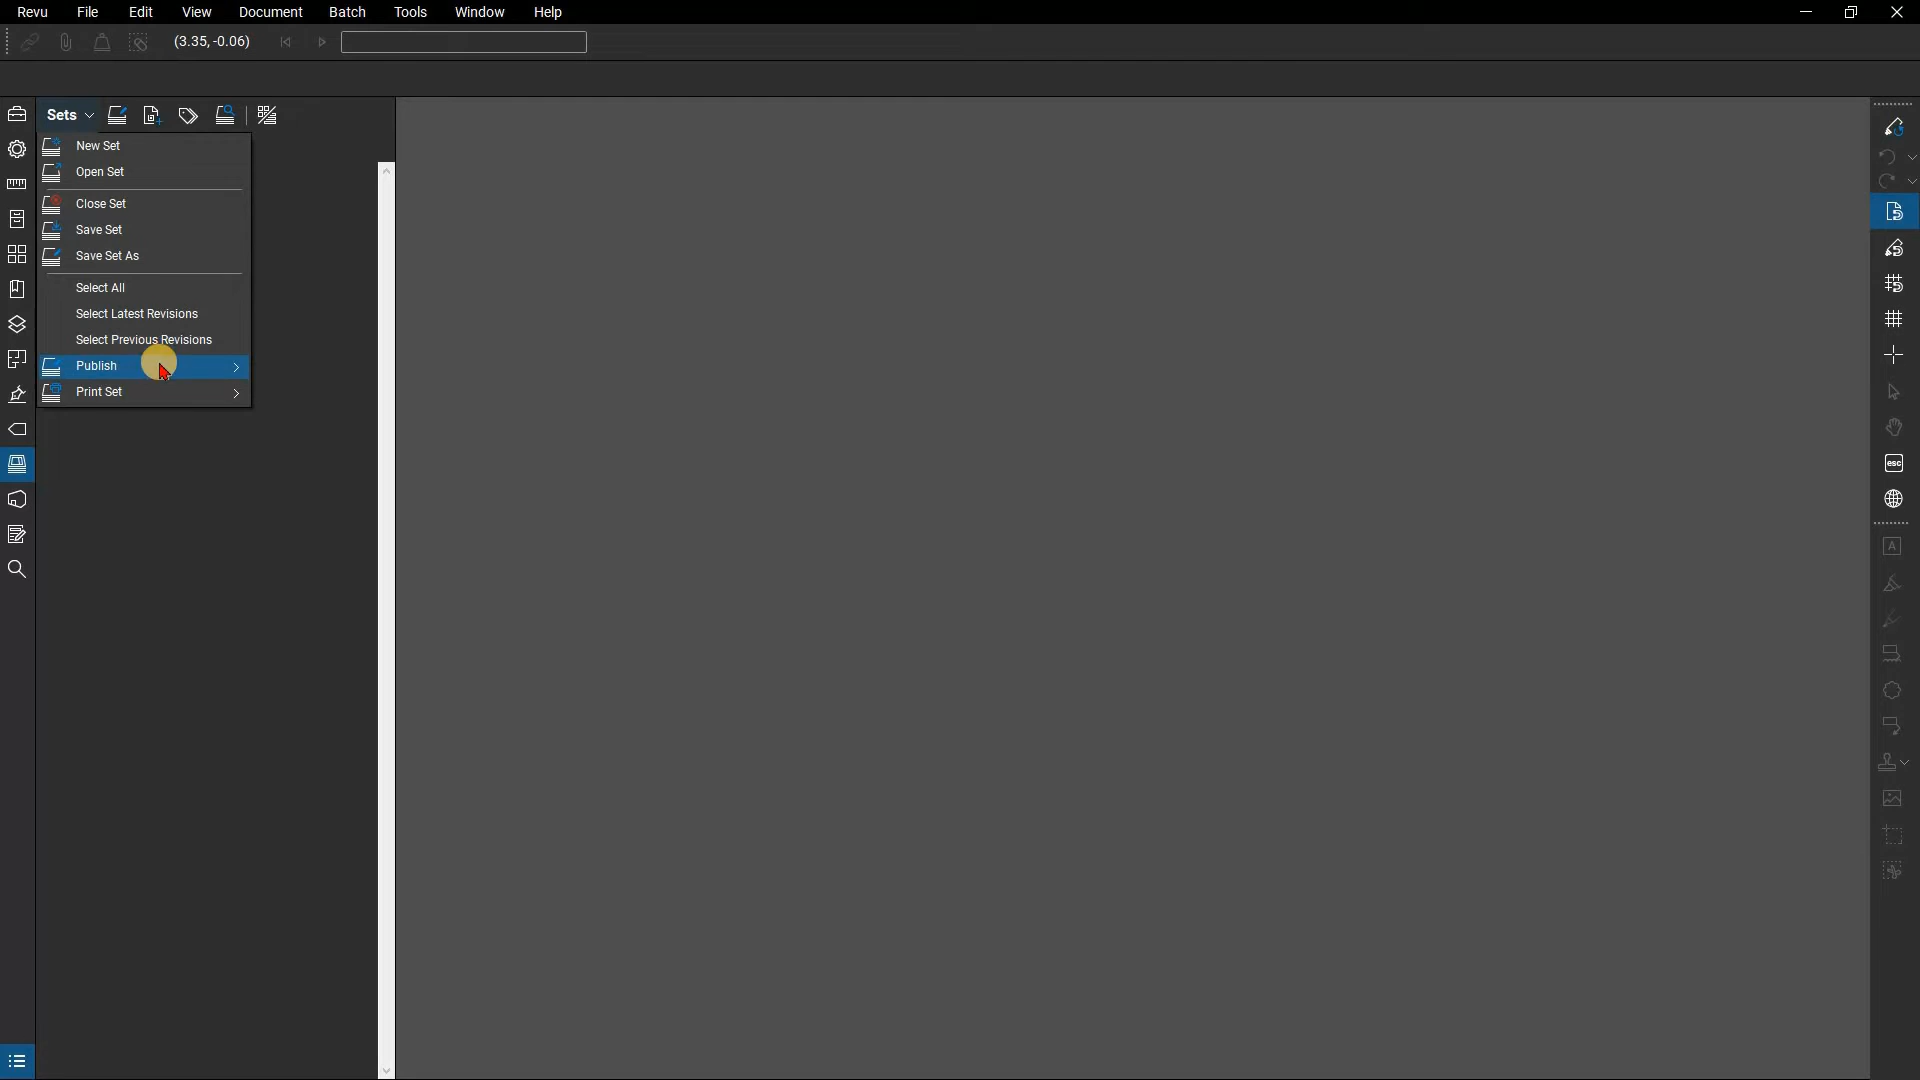 Revu File Edit View Document Batch Tools Window Help
(3.35, -0.06)
Sets
New Set
Open Set
Close Set
Save Set
Save Set As
Select All
Select Latest Revisions
Select Previous Revisions
Publish
Print Set
esc
A